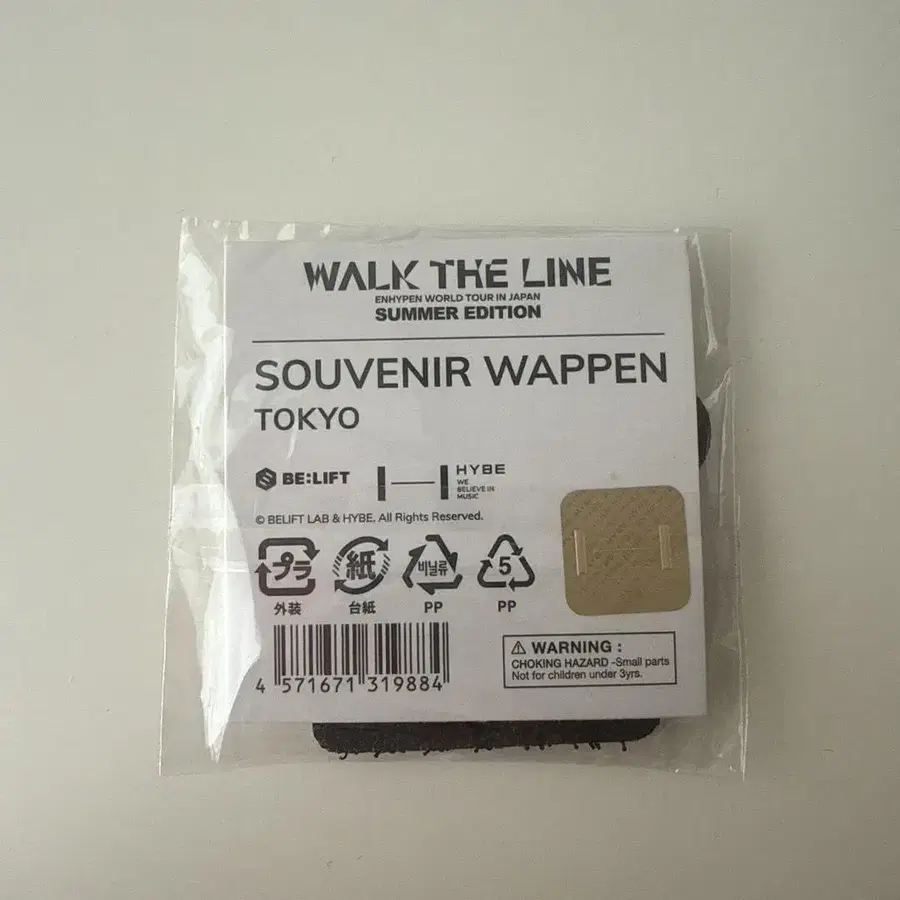 WALK THE LINE
ENHYPEN WORLD TOUR IN JAPAN
SUMMER EDITION
SOUVENIR WAPPEN
TOKYO
BE:LIFT
HYBE
WE
BELIEVE IN
MUSIC
© BELIFT LAB & HYBE. All Rights Reserved.
プラ 紙 비닐류 5
外装 台紙 PP PP
4 571671 319884
⚠ WARNING :
CHOKING HAZARD -Small parts
Not for children under 3yrs.